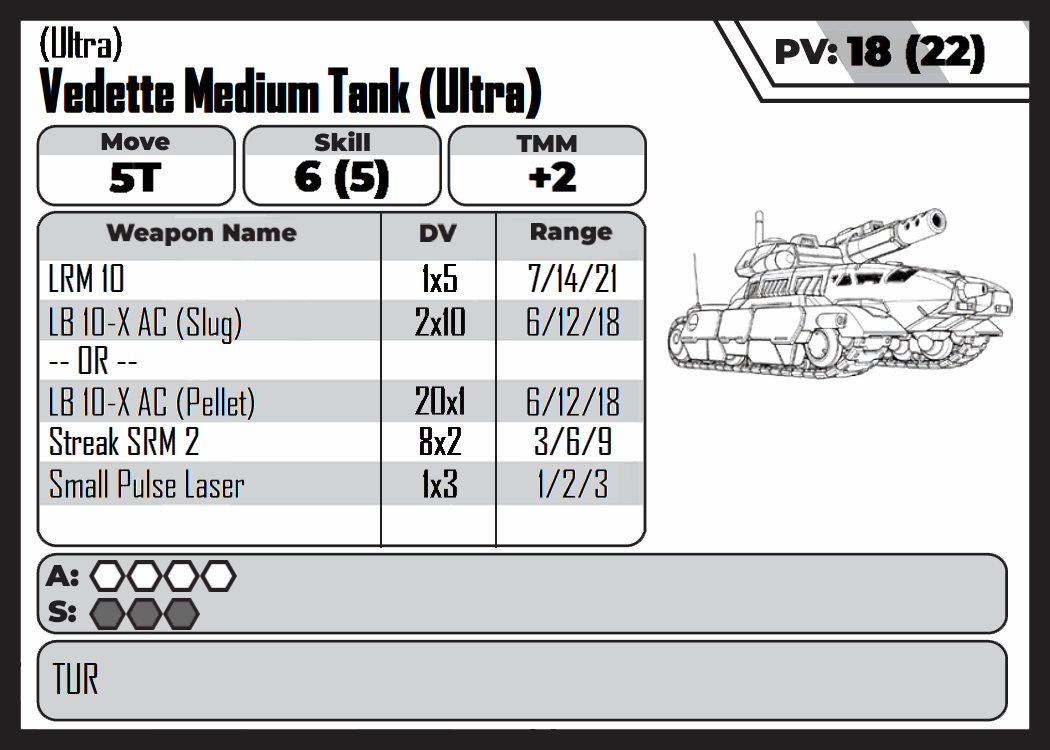 (Ultra)
Vedette Medium Tank (Ultra)
PV: 18 (22)
Move Skill TMM
5T 6 (5) +2
Weapon Name DV Range
LRM 10 1x5 7/14/21
LB 10-X AC (Slug) 2x10 6/12/18
-- OR --
LB 10-X AC (Pellet) 20x1 6/12/18
Streak SRM 2 8x2 3/6/9
Small Pulse Laser 1x3 1/2/3
A:
S:
TUR